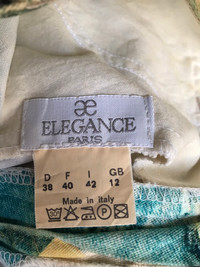 æ
ELEGANCE
PARIS
D F I GB
38 40 42 12
Made in Italy
P